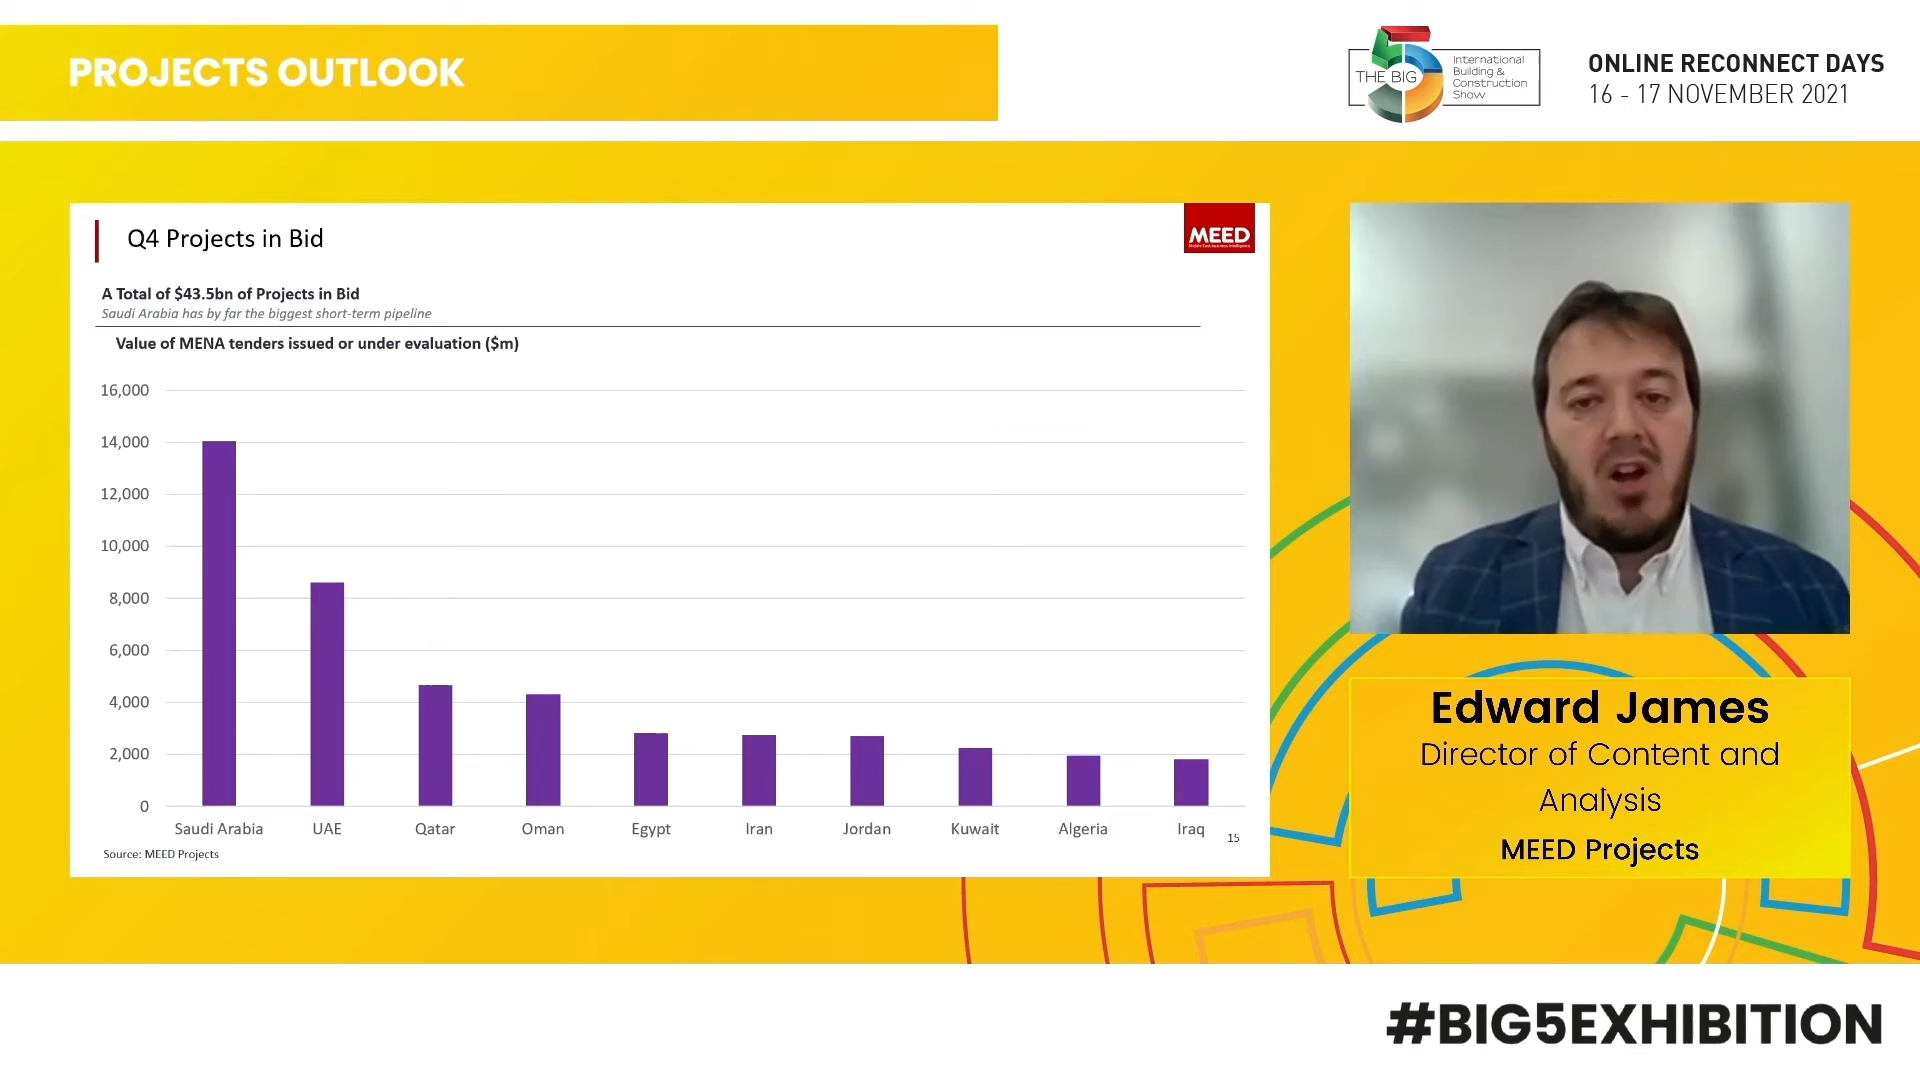 PROJECTS OUTLOOK
THE BIG 5
International
Building &
Construction
Show
ONLINE RECONNECT DAYS
16 - 17 NOVEMBER 2021
Q4 Projects in Bid
MEED
Middle East business intelligence
A Total of $43.5bn of Projects in Bid
Saudi Arabia has by far the biggest short-term pipeline
Value of MENA tenders issued or under evaluation ($m)
16,000
14,000
12,000
10,000
8,000
6,000
4,000
2,000
0
Saudi Arabia UAE Qatar Oman Egypt Iran Jordan Kuwait Algeria Iraq
15
Source: MEED Projects
Edward James
Director of Content and
Analysis
MEED Projects
#BIG5EXHIBITION